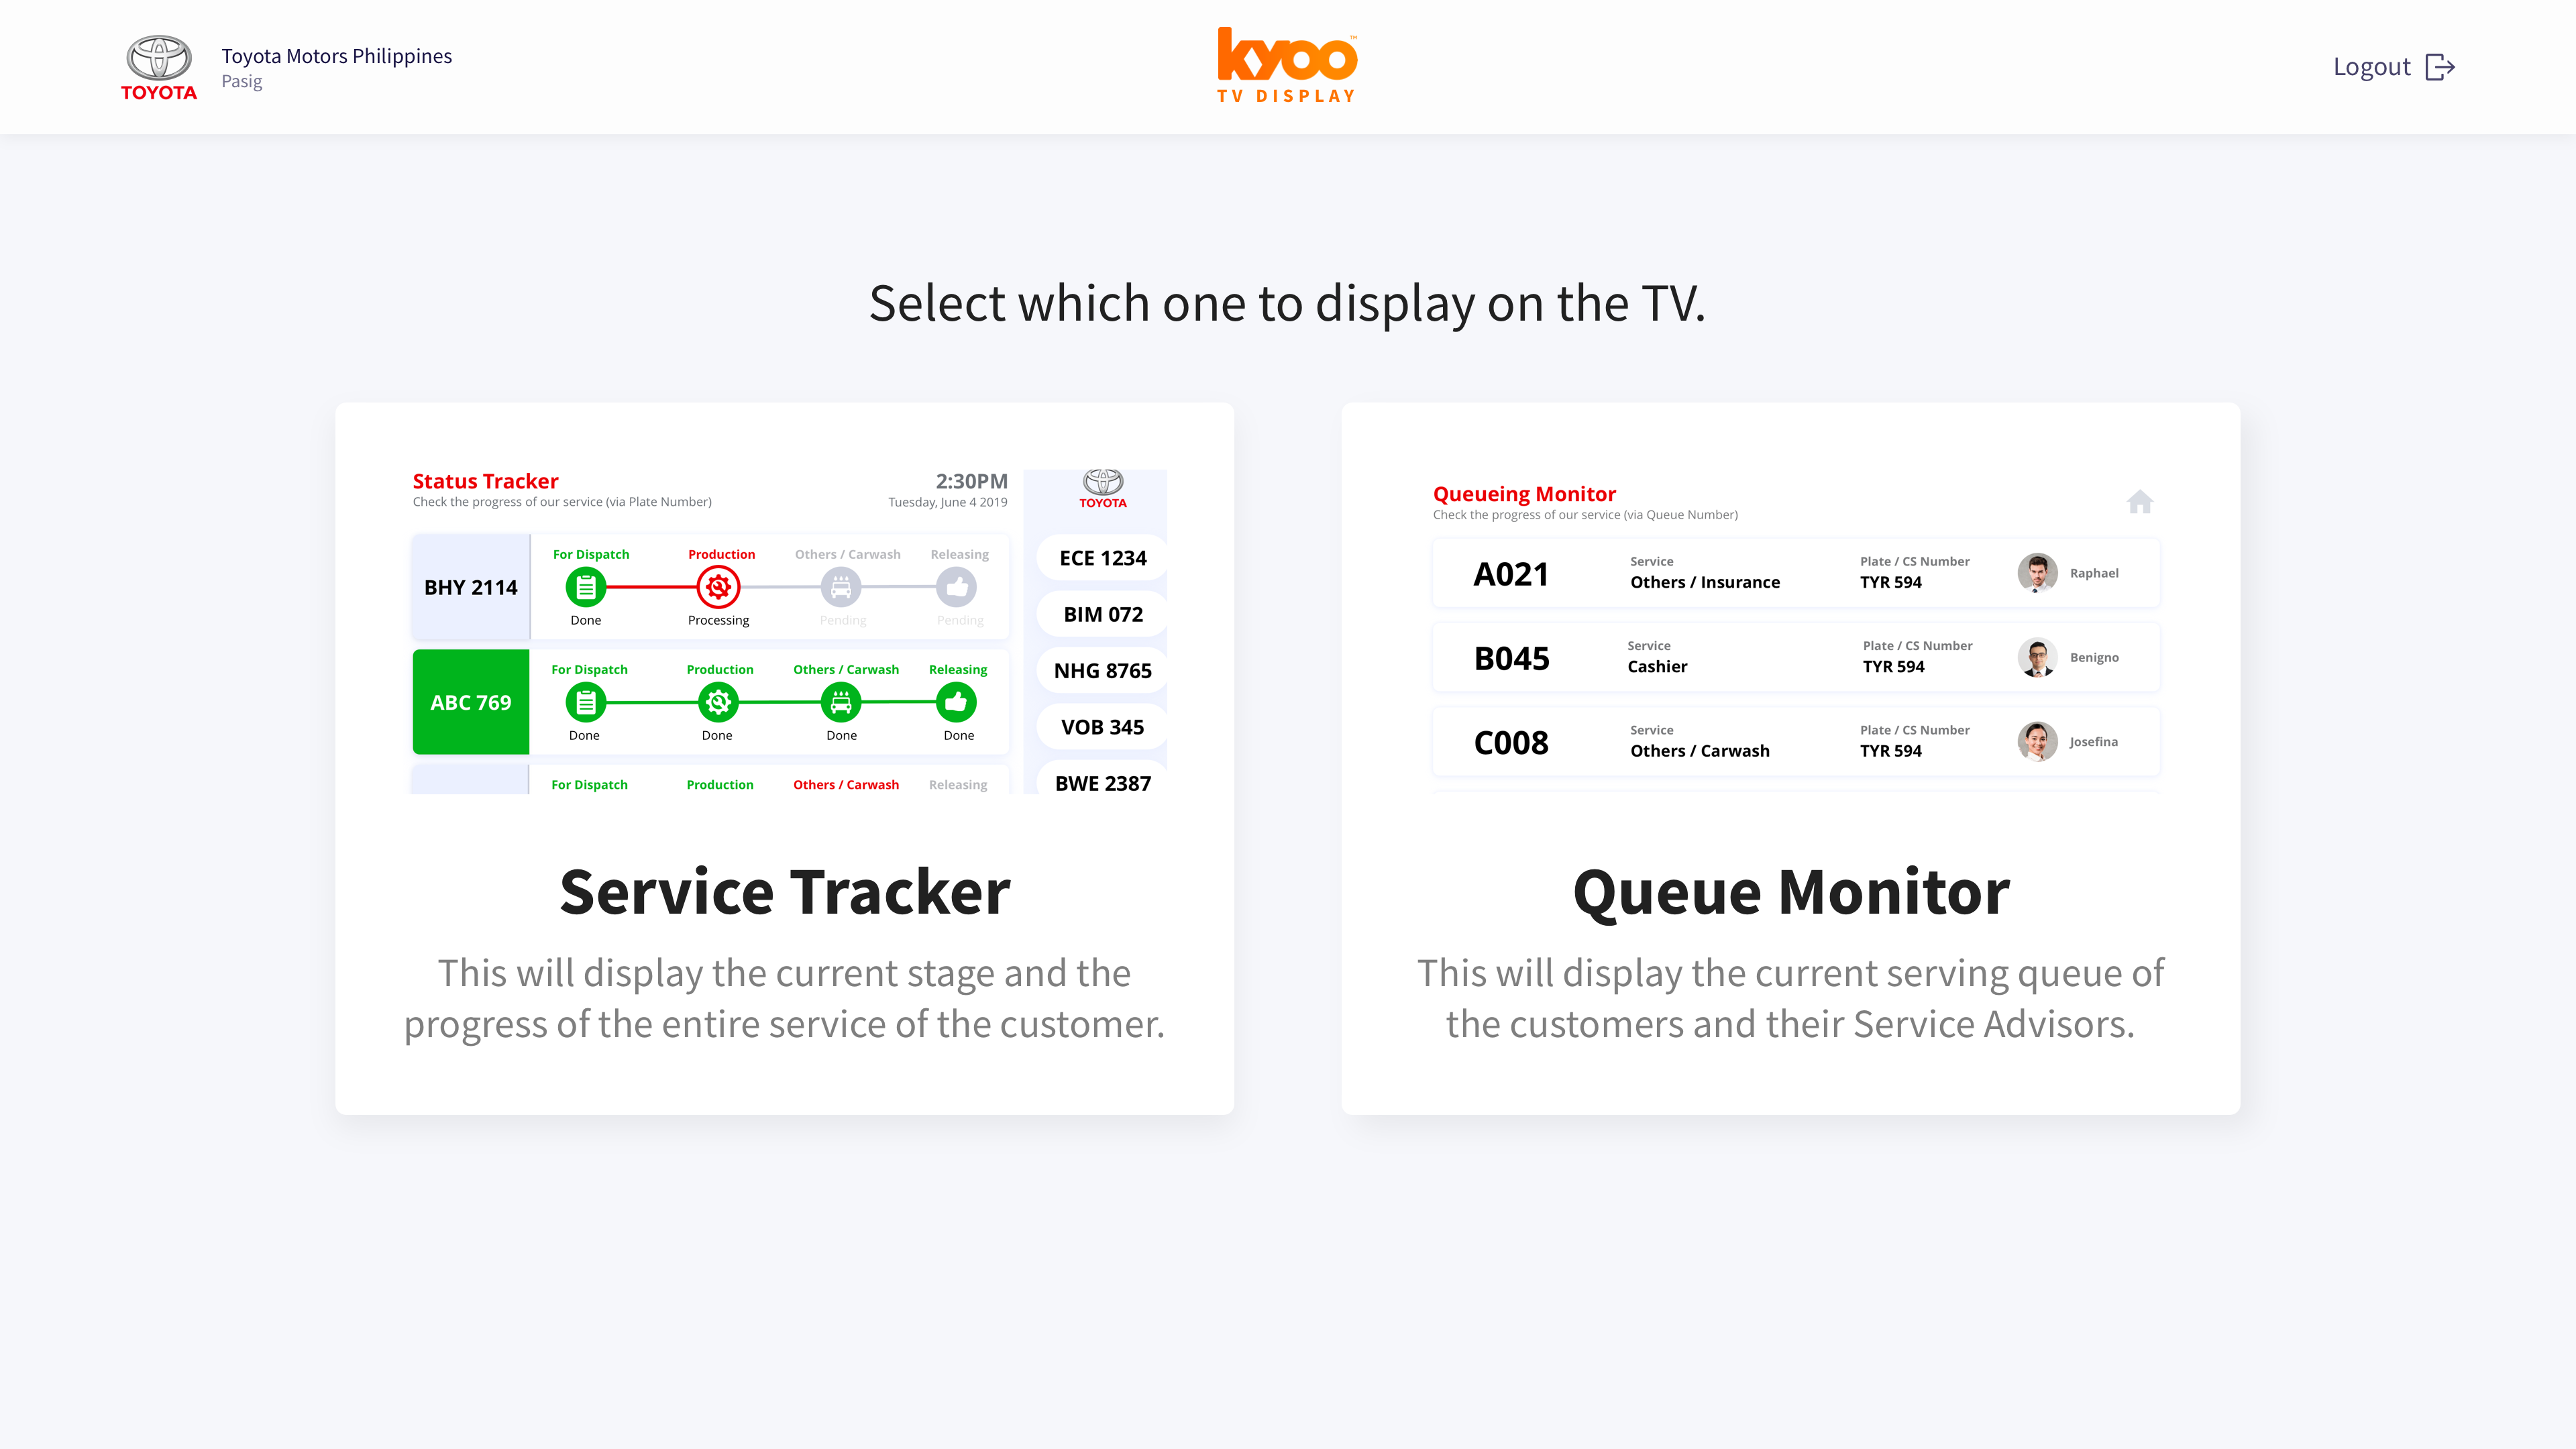 TOYOTA
Toyota Motors Philippines
Pasig
kyoo™
TV DISPLAY
Logout
Select which one to display on the TV.
Status Tracker
Check the progress of our service (via Plate Number)
2:30PM
Tuesday, June 4 2019
BHY 2114
For Dispatch Production Others / Carwash Releasing
Done Processing Pending Pending
ABC 769
For Dispatch Production Others / Carwash Releasing
Done Done Done Done
For Dispatch Production Others / Carwash Releasing
TOYOTA
ECE 1234
BIM 072
NHG 8765
VOB 345
BWE 2387
Service Tracker
This will display the current stage and the
progress of the entire service of the customer.
Queueing Monitor
Check the progress of our service (via Queue Number)
A021
Service
Others / Insurance
Plate / CS Number
TYR 594
Raphael
B045
Service
Cashier
Plate / CS Number
TYR 594
Benigno
C008
Service
Others / Carwash
Plate / CS Number
TYR 594
Josefina
Queue Monitor
This will display the current serving queue of
the customers and their Service Advisors.